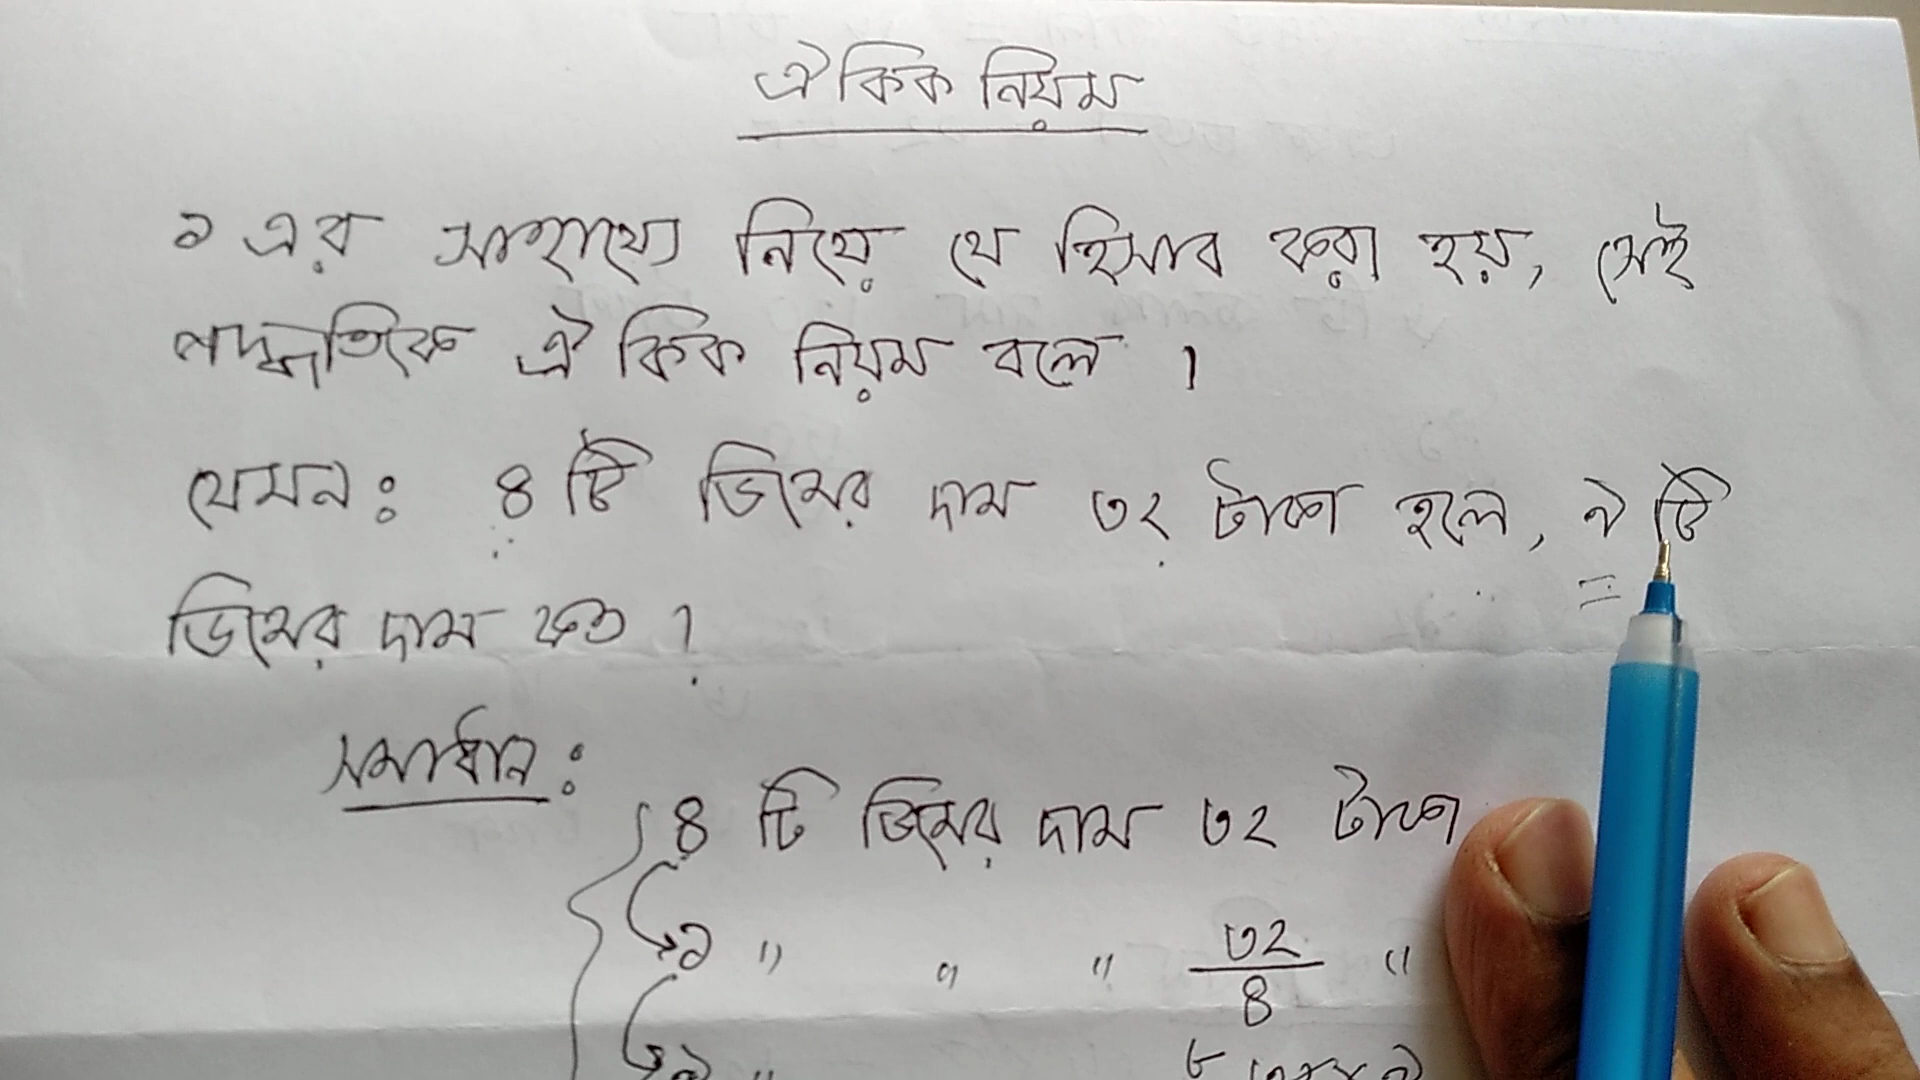 ঐকিক নিয়ম
১ এর সাহায্যে নিয়ে যে হিসাব করা হয়, সেই
পদ্ধতিকে ঐকিক নিয়ম বলে ।
যেমন : ৪ টি ডিমের দাম ৩২ টাকা হলে, ৯ টি
ডিমের দাম কত ?
সমাধান :
৪ টি ডিমের দাম ৩২ টাকা
১ " " " ৩২/৪ "
৯ "